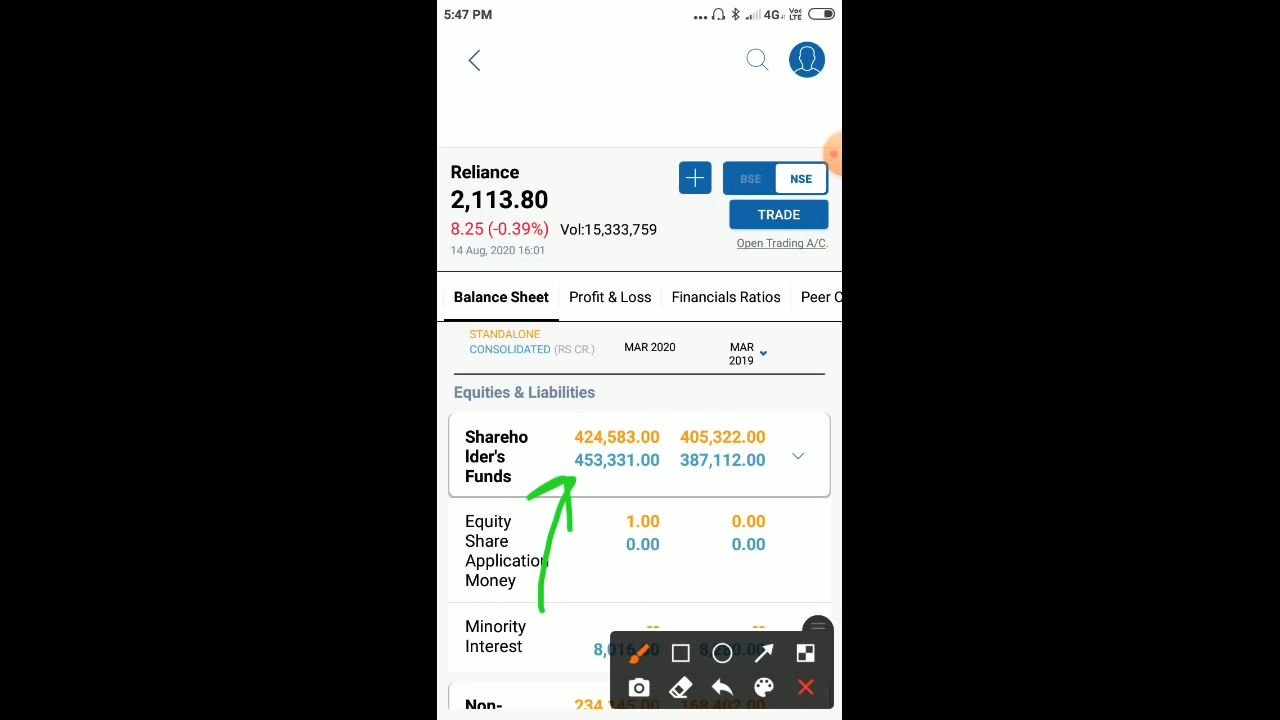 5:47 PM
4G
Vo LTE
Reliance
BSE
NSE
2,113.80
TRADE
8.25 (-0.39%) Vol:15,333,759
14 Aug, 2020 16:01
Open Trading A/C.
Balance Sheet Profit & Loss Financials Ratios Peer C
STANDALONE
CONSOLIDATED (RS CR.)
MAR 2020
MAR
2019
Equities & Liabilities
Shareho
lder's
Funds
424,583.00 405,322.00
453,331.00 387,112.00
Equity
Share
Application
Money
1.00 0.00
0.00 0.00
Minority
Interest
-- --
Non-